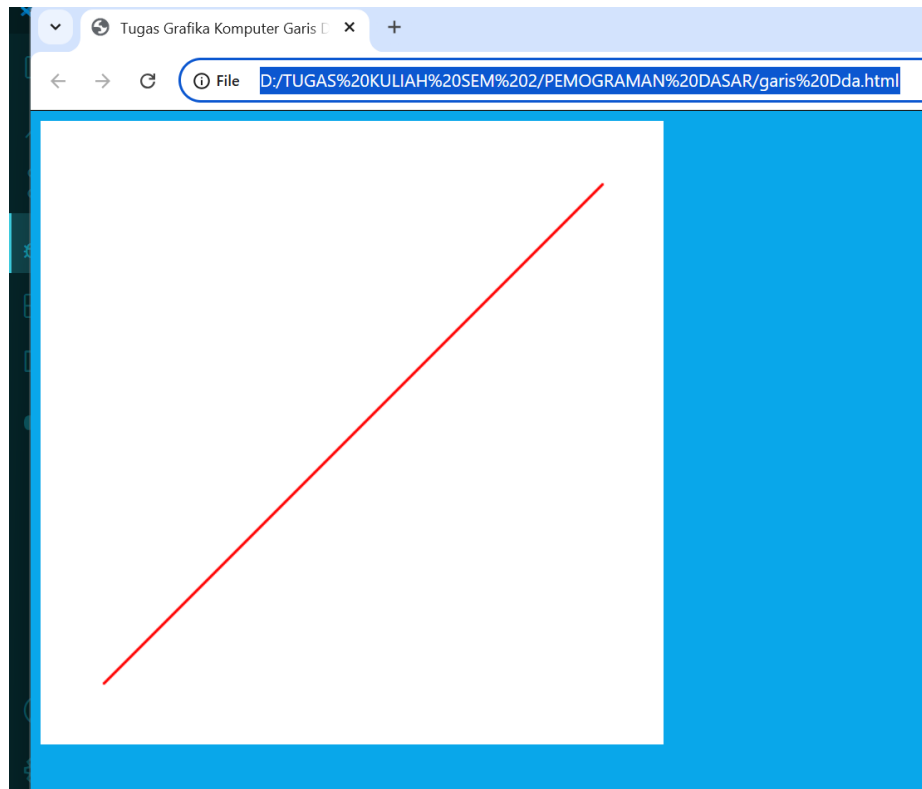 Tugas Grafika Komputer Garis D
File D:/TUGAS%20KULIAH%20SEM%202/PEMOGRAMAN%20DASAR/garis%20Dda.html